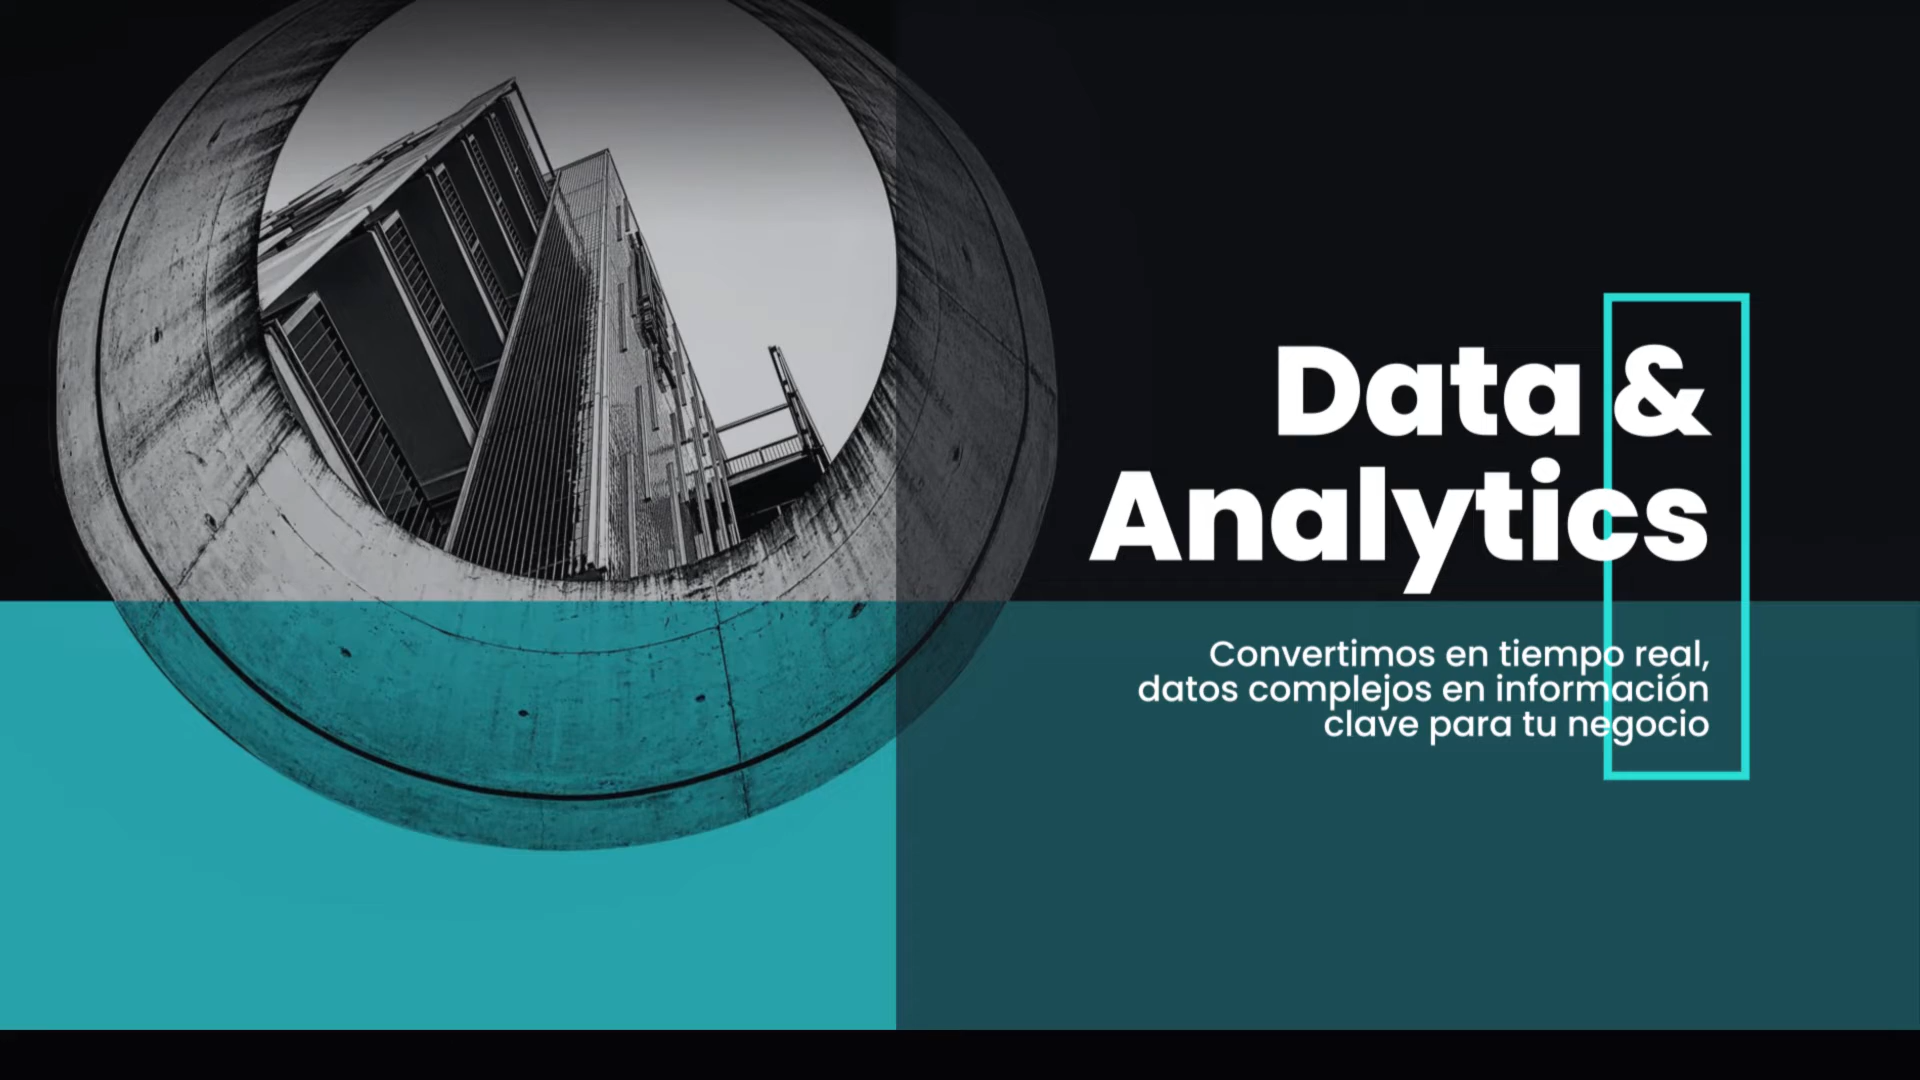 Data &
Analytics
Convertimos en tiempo real,
datos complejos en información
clave para tu negocio